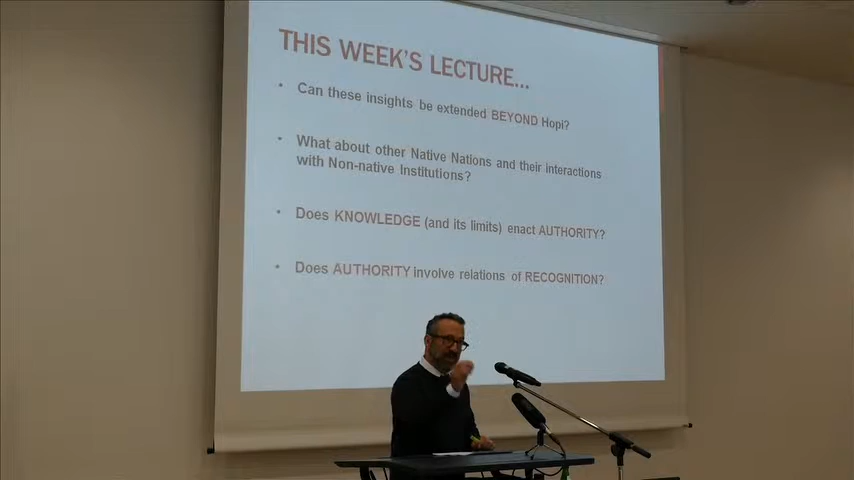 THIS WEEK'S LECTURE...
• Can these insights be extended BEYOND Hopi?
• What about other Native Nations and their interactions
with Non-native Institutions?
• Does KNOWLEDGE (and its limits) enact AUTHORITY?
• Does AUTHORITY involve relations of RECOGNITION?